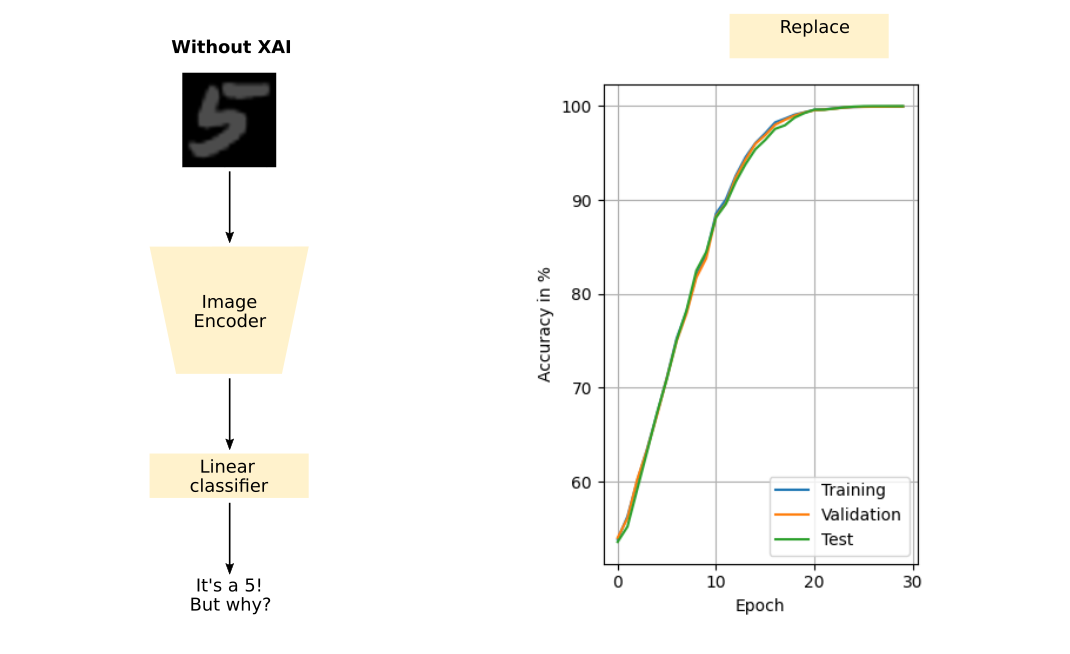 Without XAI
5
Image
Encoder
Linear
classifier
It's a 5!
But why?
Replace
100
90
80
70
60
Accuracy in %
Training
Validation
Test
0 10 20 30
Epoch